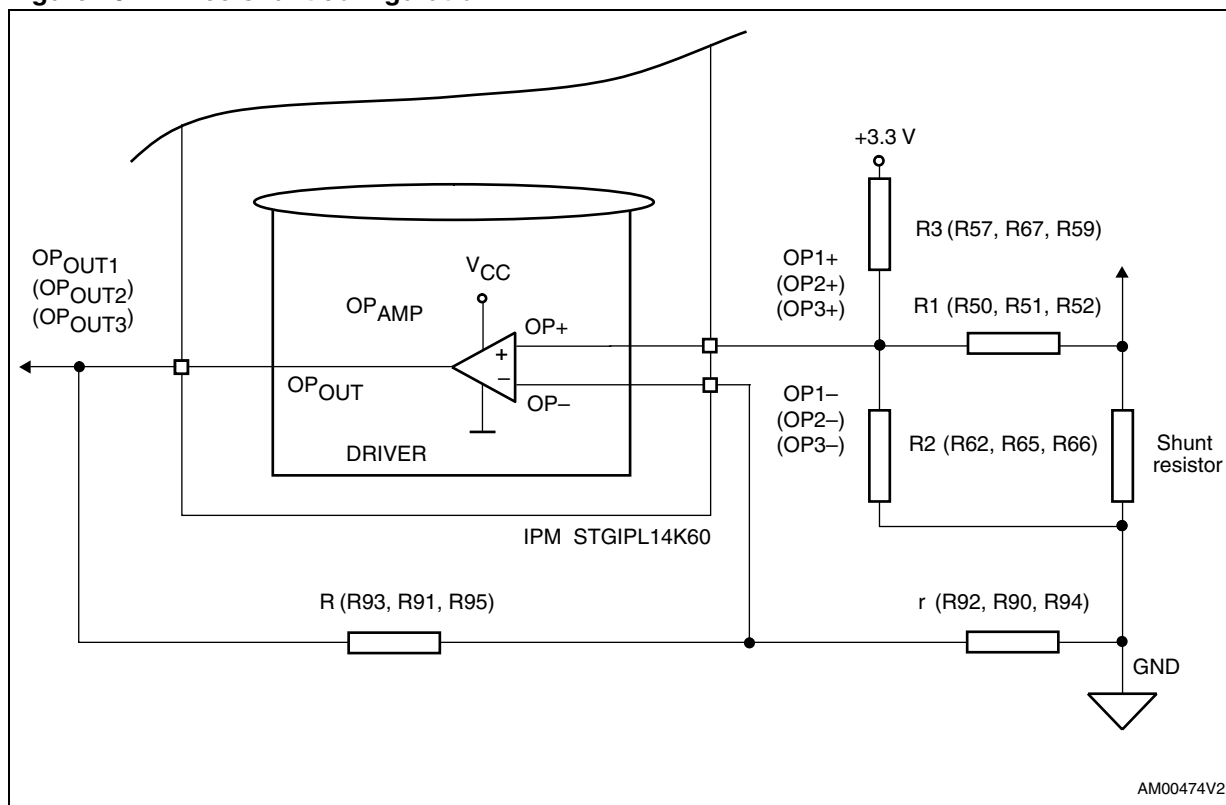 +3.3 V
R3 (R57, R67, R59)
OP1+
(OP2+)
(OP3+)
R1 (R50, R51, R52)
OPOUT1
(OPOUT2)
(OPOUT3)
VCC
OPAMP
OP+
+
−
OP−
OPOUT
DRIVER
OP1−
(OP2−)
(OP3−)
R2 (R62, R65, R66)
Shunt
resistor
IPM STGIPL14K60
R (R93, R91, R95)
r (R92, R90, R94)
GND
AM00474V2